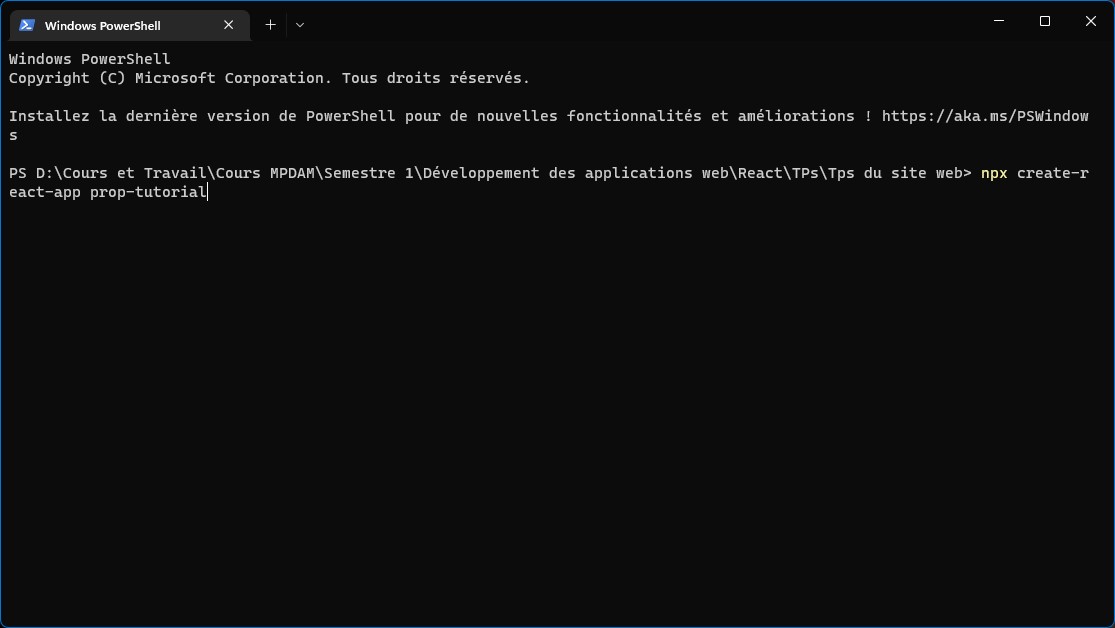 Windows PowerShell
Windows PowerShell
Copyright (C) Microsoft Corporation. Tous droits réservés.
Installez la dernière version de PowerShell pour de nouvelles fonctionnalités et améliorations ! https://aka.ms/PSWindow
s
PS D:\Cours et Travail\Cours MPDAM\Semestre 1\Développement des applications web\React\TPs\Tps du site web> npx create-r
eact-app prop-tutorial